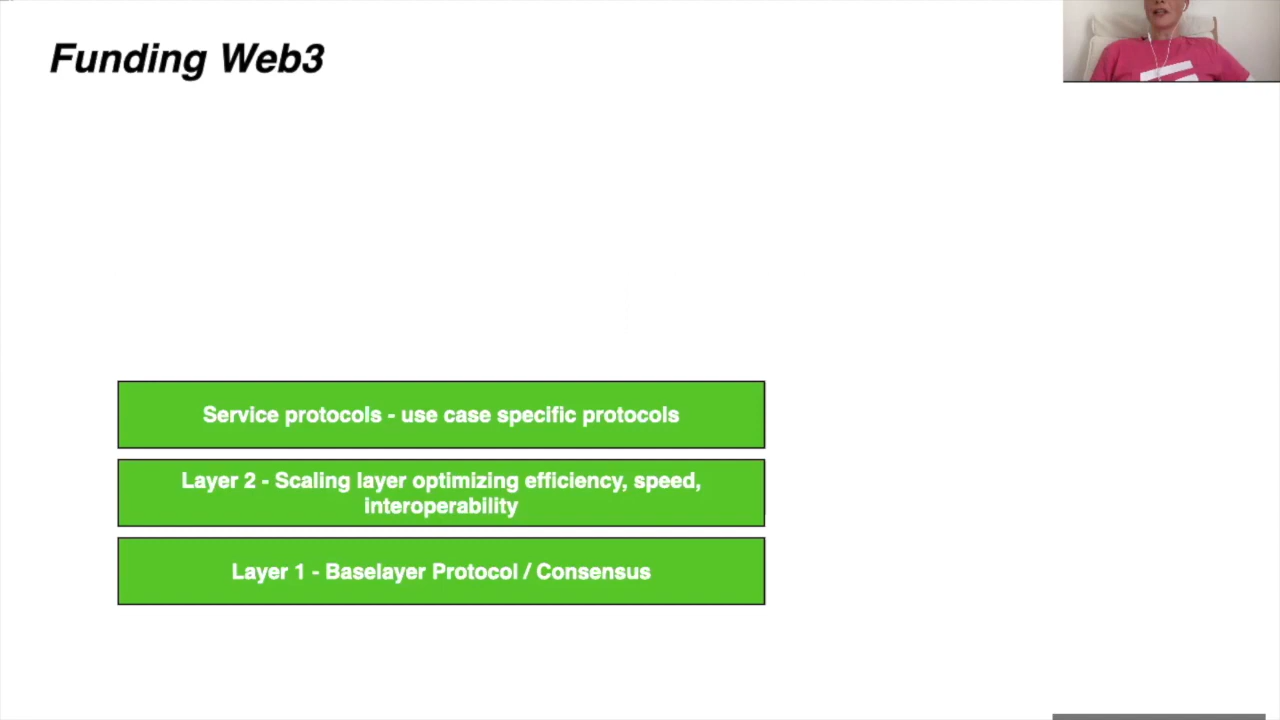 Funding Web3
Service protocols - use case specific protocols
Layer 2 - Scaling layer optimizing efficiency, speed,
interoperability
Layer 1 - Baselayer Protocol / Consensus